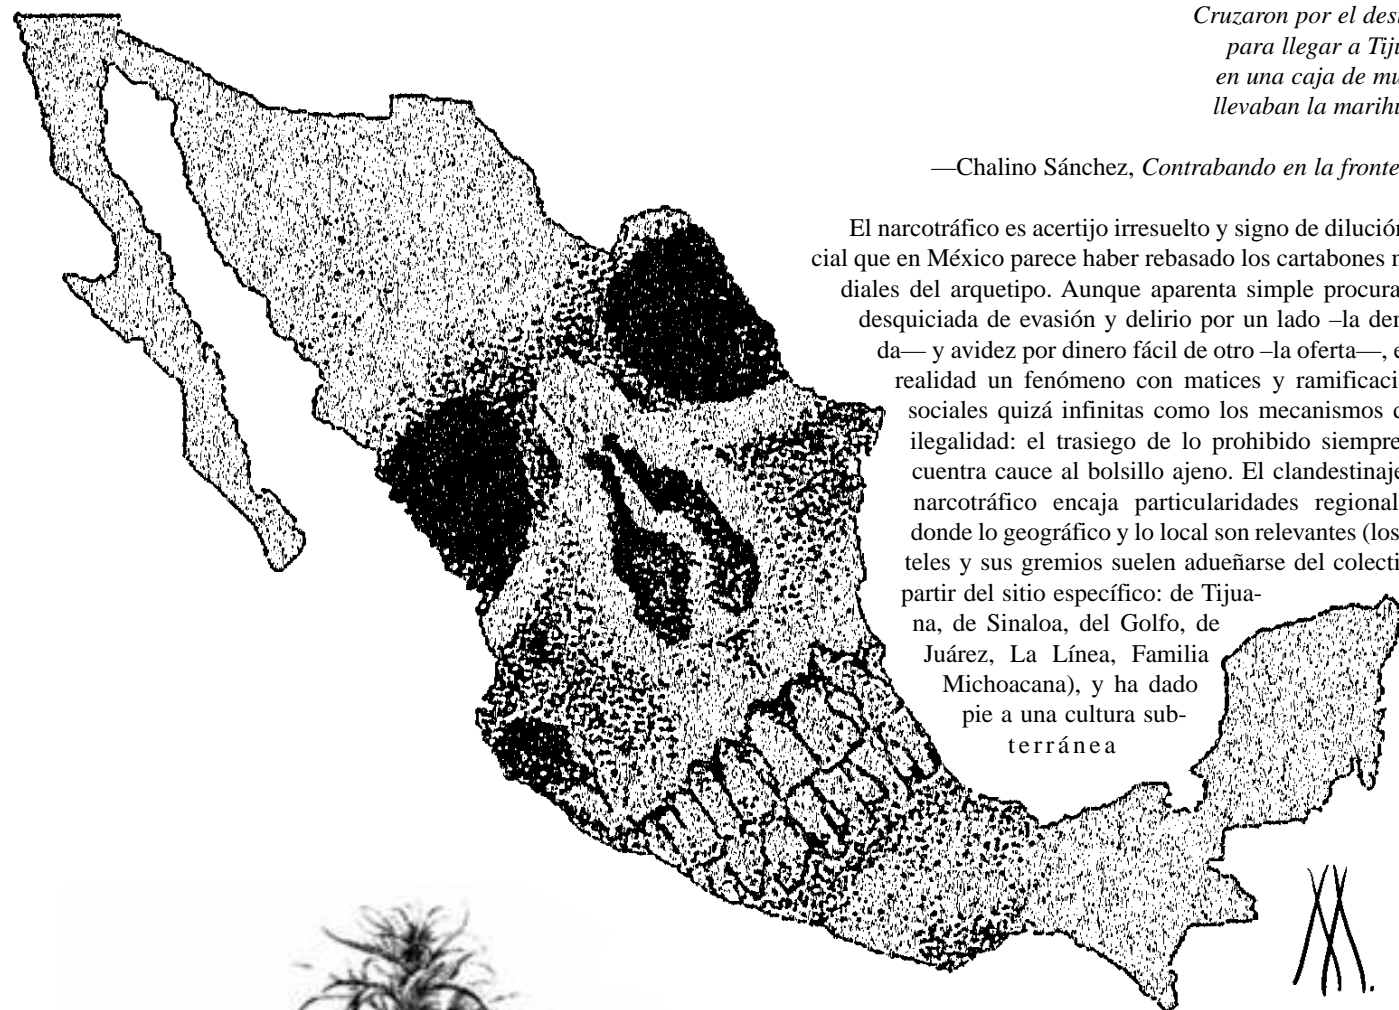 Cruzaron por el desi
para llegar a Tiju
en una caja de mu
llevaban la marihu
—Chalino Sánchez, Contrabando en la fronte
El narcotráfico es acertijo irresuelto y signo de dilución
cial que en México parece haber rebasado los cartabones
diales del arquetipo. Aunque aparenta simple procura
desquiciada de evasión y delirio por un lado –la den
da— y avidez por dinero fácil de otro –la oferta—, e
realidad un fenómeno con matices y ramificaci
sociales quizá infinitas como los mecanismos
ilegalidad: el trasiego de lo prohibido siempre
cuentra cauce al bolsillo ajeno. El clandestinaje
narcotráfico encaja particularidades regional
donde lo geográfico y lo local son relevantes (los
teles y sus gremios suelen adueñarse del colecti
partir del sitio específico: de Tijua-
na, de Sinaloa, del Golfo, de
Juárez, La Línea, Familia
Michoacana), y ha dado
pie a una cultura sub-
terránea